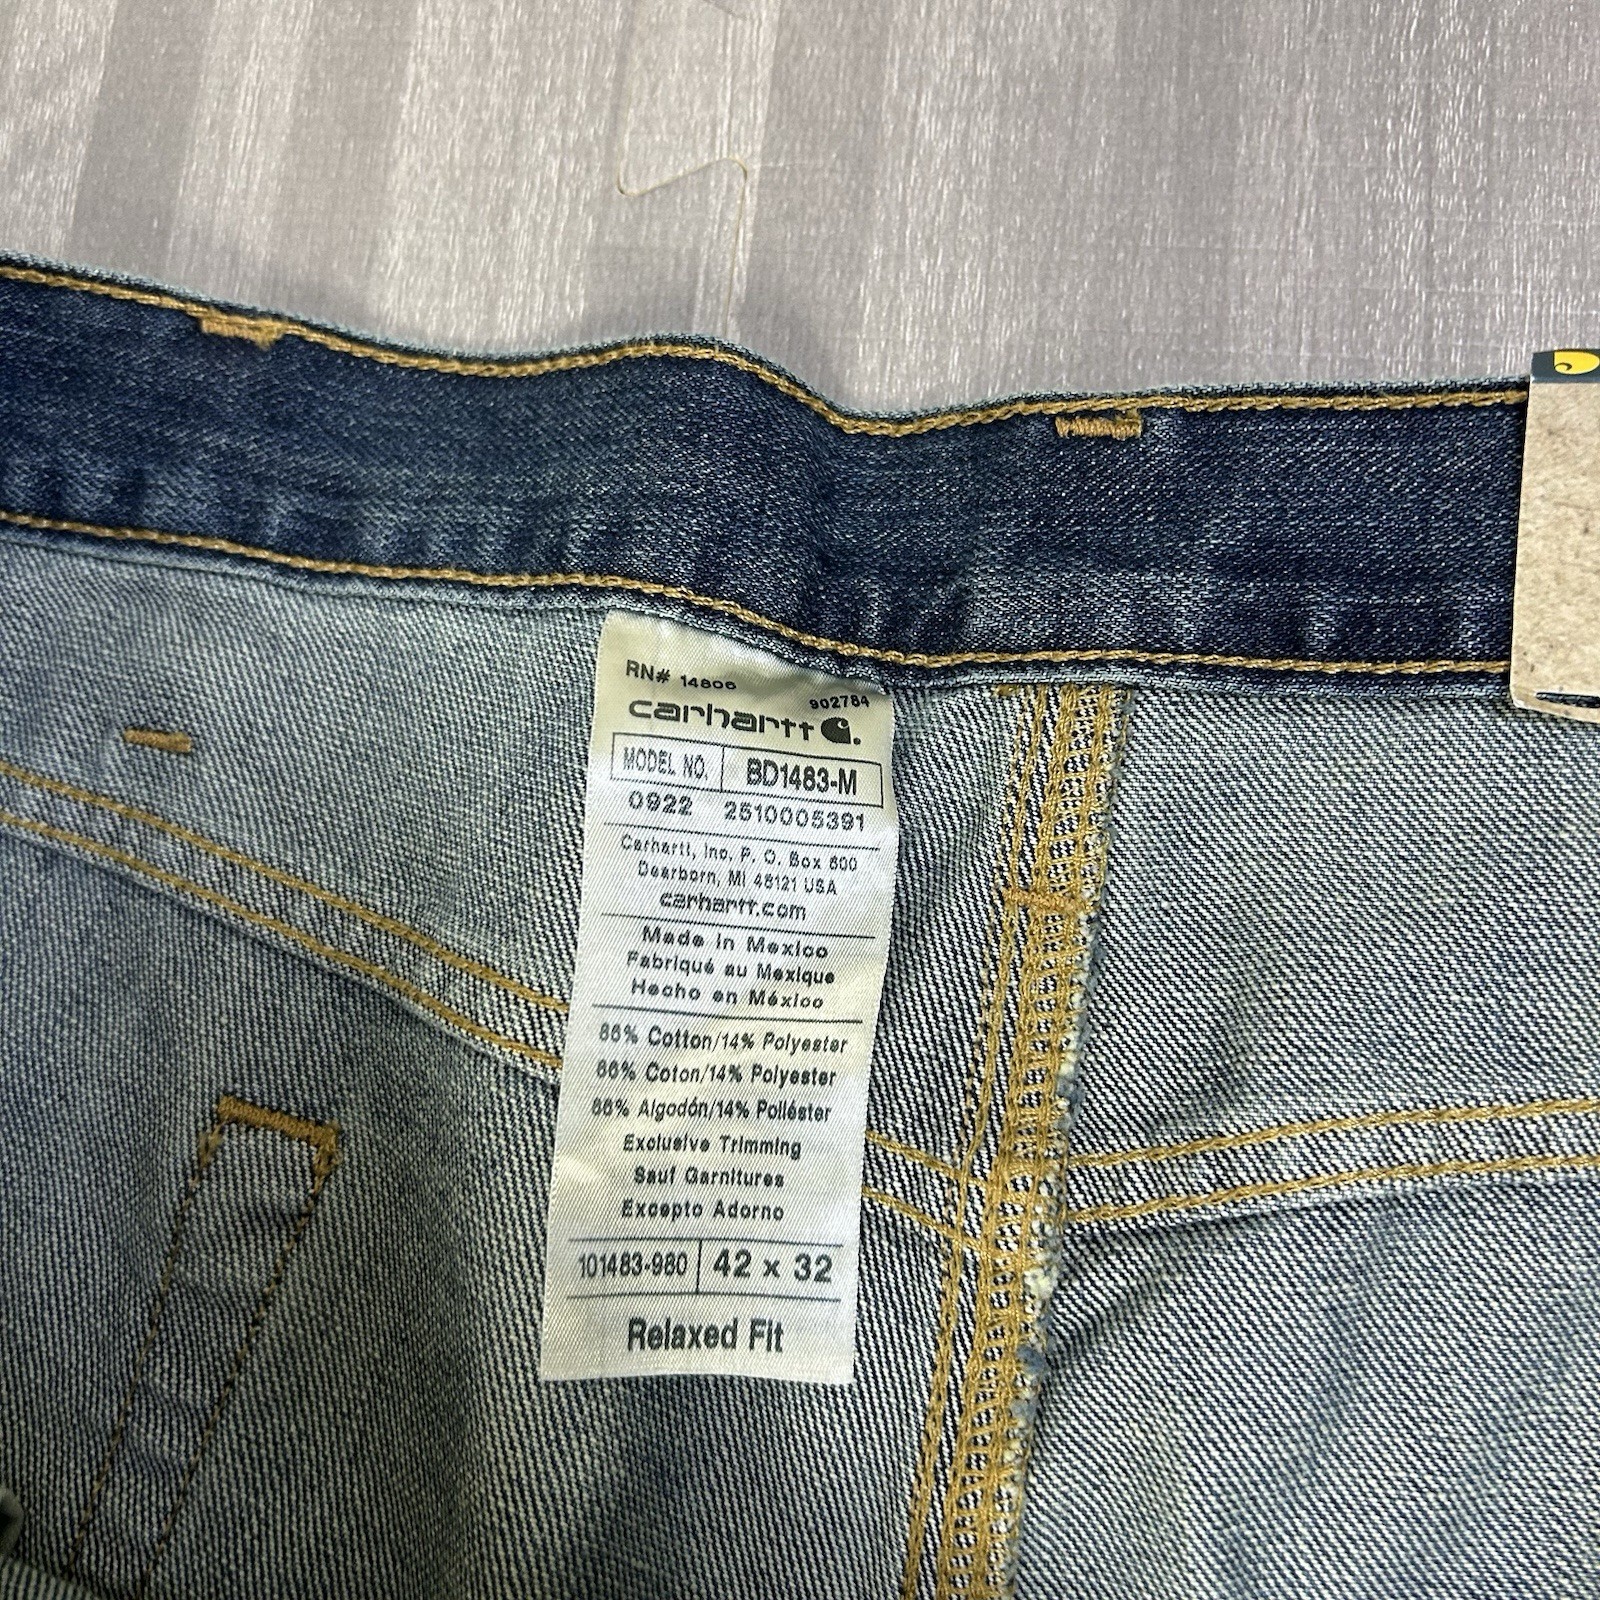 RN# 14806
902784
carhartt
MODEL NO. BD1483-M
0922 2510005391
Carhartt, Inc. P. O. Box 600
Dearborn, MI 48121 USA
carhartt.com
Made in Mexico
Fabriqué au Mexique
Hecho en México
86% Cotton/14% Polyester
86% Coton/14% Polyester
86% Algodón/14% Poliéster
Exclusive Trimming
Sauf Garnitures
Excepto Adorno
101483-980 42 x 32
Relaxed Fit